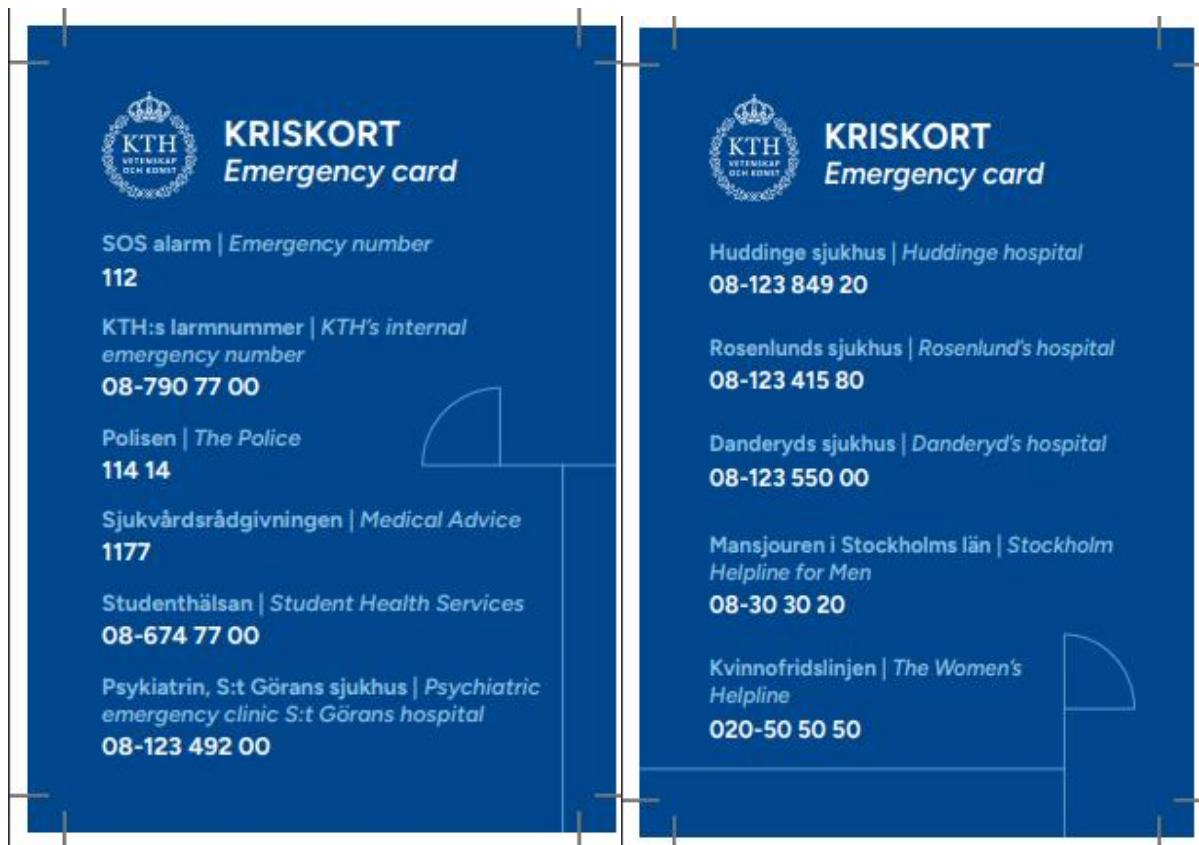 KTH
VETENSKAP
OCH KONST
KRISKORT
Emergency card
SOS alarm | Emergency number
112
KTH:s larmnummer | KTH's internal
emergency number
08-790 77 00
Polisen | The Police
114 14
Sjukvårdsrådgivningen | Medical Advice
1177
Studenthälsan | Student Health Services
08-674 77 00
Psykiatrin, S:t Görans sjukhus | Psychiatric
emergency clinic S:t Görans hospital
08-123 492 00
KTH
VETENSKAP
OCH KONST
KRISKORT
Emergency card
Huddinge sjukhus | Huddinge hospital
08-123 849 20
Rosenlunds sjukhus | Rosenlund's hospital
08-123 415 80
Danderyds sjukhus | Danderyd's hospital
08-123 550 00
Mansjouren i Stockholms län | Stockholm
Helpline for Men
08-30 30 20
Kvinnofridslinjen | The Women's
Helpline
020-50 50 50